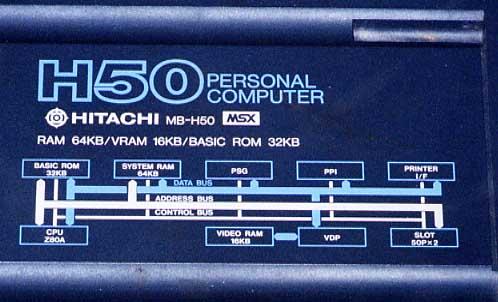 H50 PERSONAL
COMPUTER
HITACHI MB-H50 MSX
RAM 64KB/VRAM 16KB/BASIC ROM 32KB
BASIC ROM
32KB
SYSTEM RAM
64KB
PSG
PPI
PRINTER
I/F
DATA BUS
ADDRESS BUS
CONTROL BUS
CPU
Z80A
VIDEO RAM
16KB
VDP
SLOT
50P×2